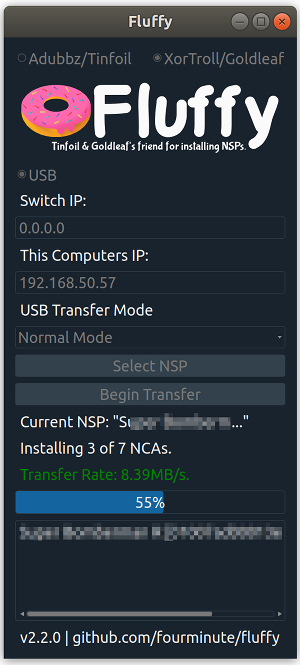 Fluffy
Adubbz/Tinfoil XorTroll/Goldleaf
Fluffy
Tinfoil & Goldleaf's friend for installing NSPs.
USB
Switch IP:
0.0.0.0
This Computers IP:
192.168.50.57
USB Transfer Mode
Normal Mode
Select NSP
Begin Transfer
Current NSP: "S ..."
Installing 3 of 7 NCAs.
Transfer Rate: 8.39MB/s.
55%
v2.2.0 | github.com/fourminute/fluffy